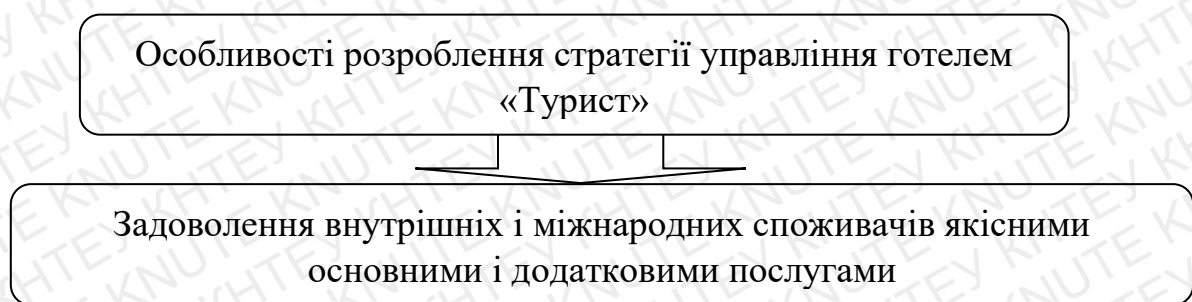 Особливості розроблення стратегії управління готелем
«Турист»
Задоволення внутрішніх і міжнародних споживачів якісними
основними і додатковими послугами